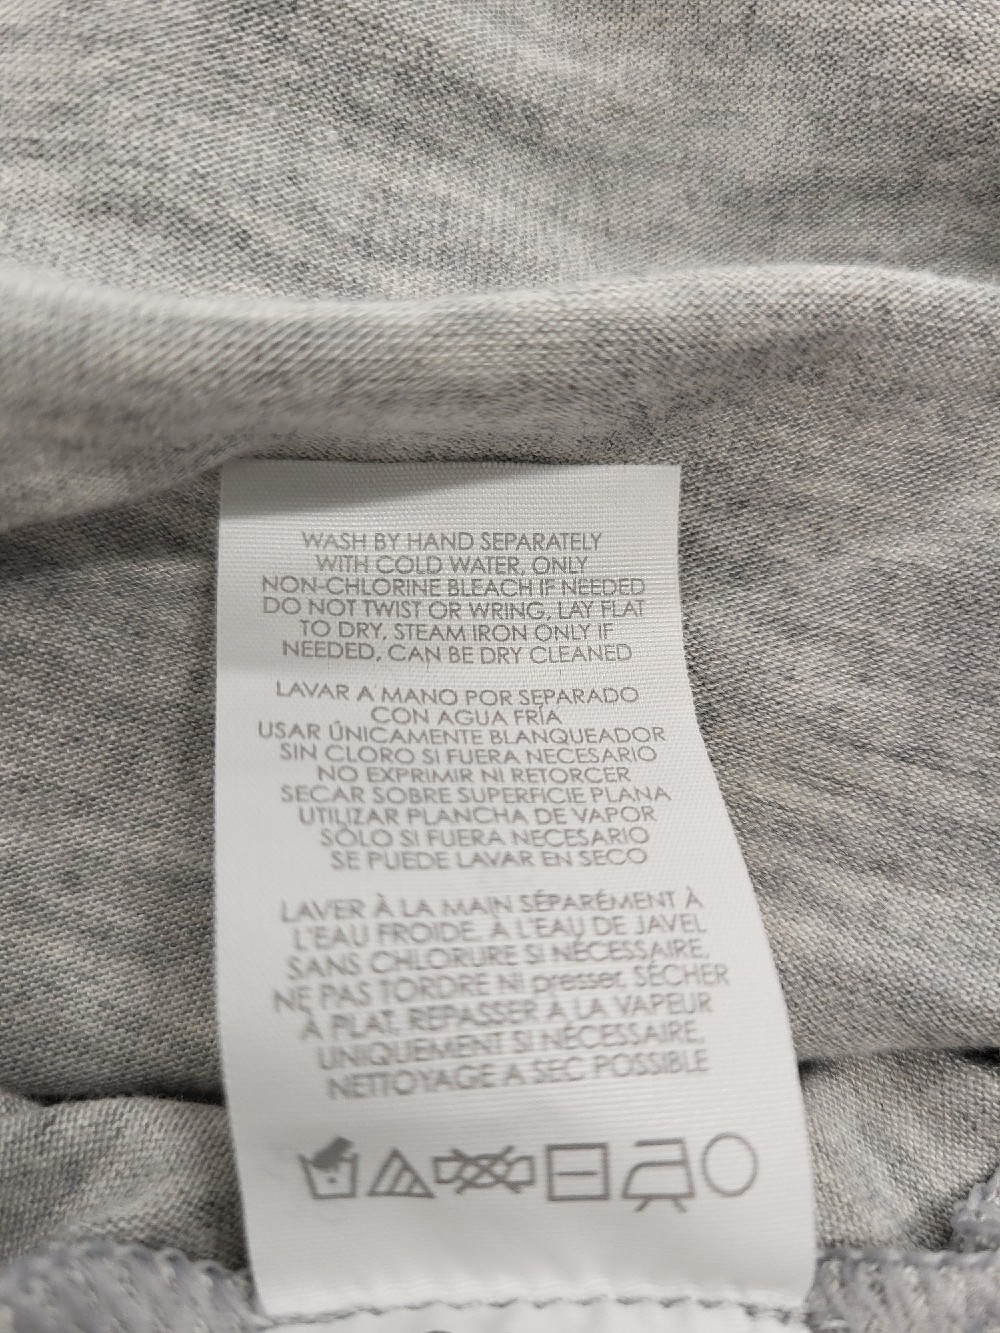 WASH BY HAND SEPARATELY
WITH COLD WATER, ONLY
NON-CHLORINE BLEACH IF NEEDED
DO NOT TWIST OR WRING, LAY FLAT
TO DRY, STEAM IRON ONLY IF
NEEDED, CAN BE DRY CLEANED
LAVAR A MANO POR SEPARADO
CON AGUA FRÍA
USAR ÚNICAMENTE BLANQUEADOR
SIN CLORO SI FUERA NECESARIO
NO EXPRIMIR NI RETORCER
SECAR SOBRE SUPERFICIE PLANA
UTILIZAR PLANCHA DE VAPOR
SÓLO SI FUERA NECESARIO
SE PUEDE LAVAR EN SECO
LAVER À LA MAIN SÉPARÉMENT À
L'EAU FROIDE, À L'EAU DE JAVEL
SANS CHLORURE SI NÉCESSAIRE,
NE PAS TORDRE NI presser, SÉCHER
À PLAT, REPASSER À LA VAPEUR
UNIQUEMENT SI NÉCESSAIRE,
NETTOYAGE A SEC POSSIBLE